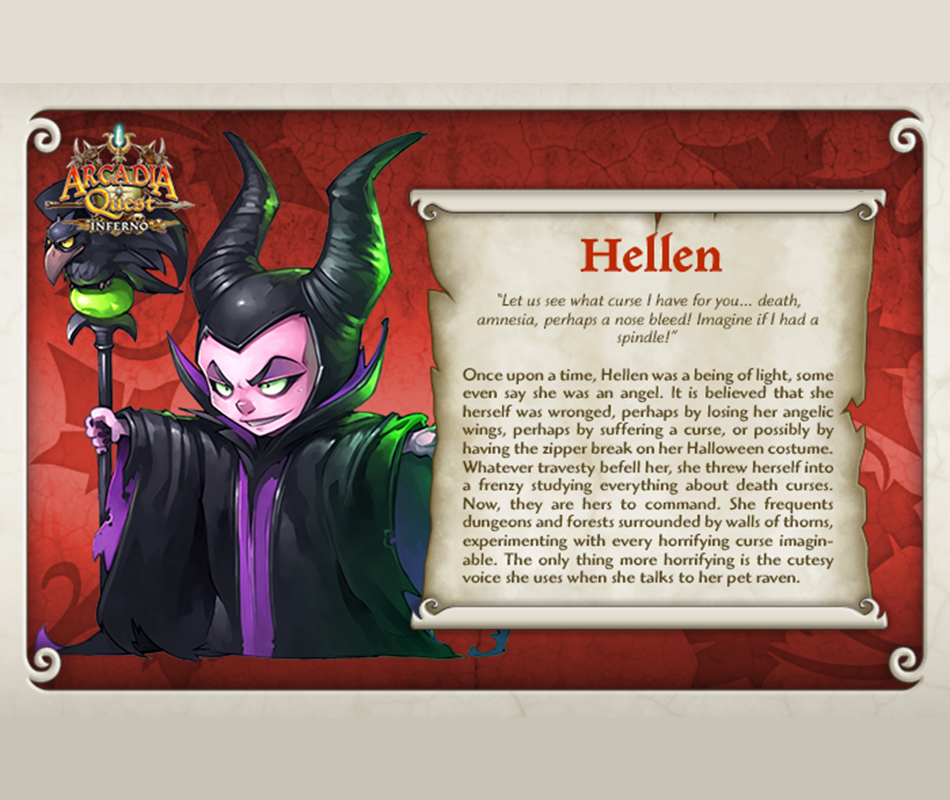 ARCADIA
Quest
INFERNO
Hellen
"Let us see what curse I have for you... death,
amnesia, perhaps a nose bleed! Imagine if I had a
spindle!"
Once upon a time, Hellen was a being of light, some
even say she was an angel. It is believed that she
herself was wronged, perhaps by losing her angelic
wings, perhaps by suffering a curse, or possibly by
having the zipper break on her Halloween costume.
Whatever travesty befell her, she threw herself into
a frenzy studying everything about death curses.
Now, they are hers to command. She frequents
dungeons and forests surrounded by walls of thorns,
experimenting with every horrifying curse imagin-
able. The only thing more horrifying is the cutesy
voice she uses when she talks to her pet raven.